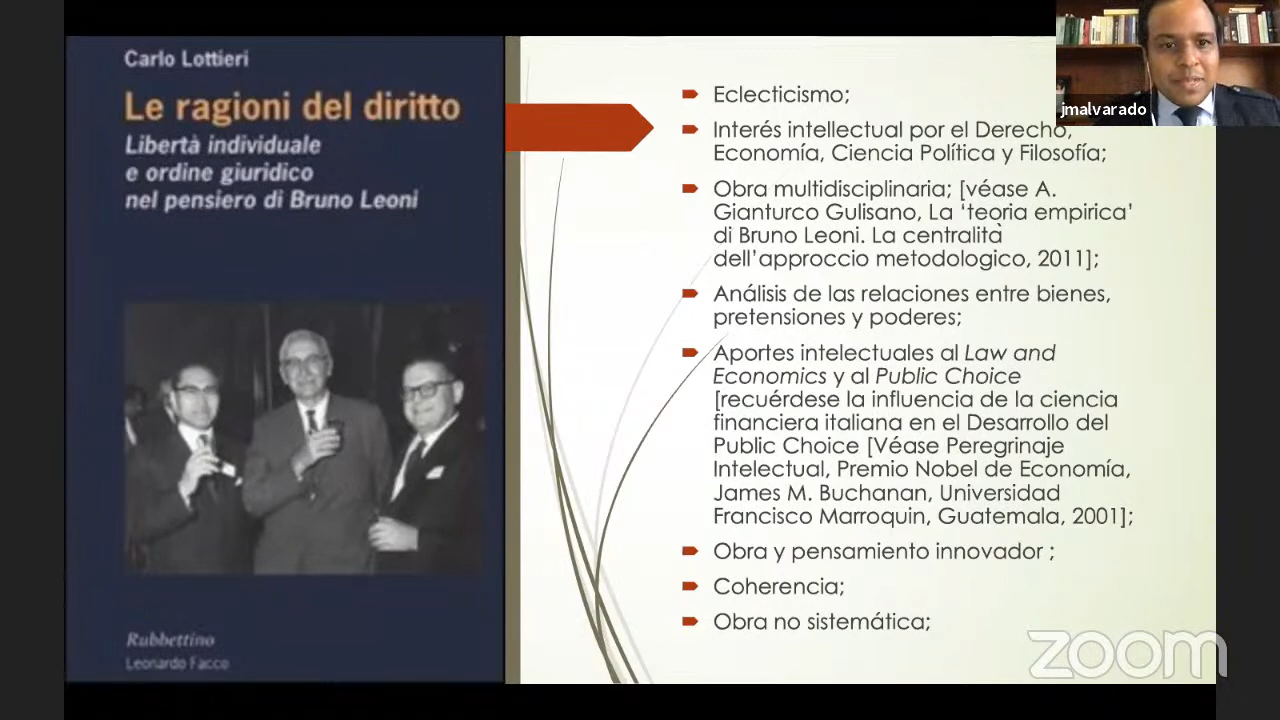 Carlo Lottieri
Le ragioni del diritto
Libertà individuale
e ordine giuridico
nel pensiero di Bruno Leoni
Rubbettino
Leonardo Facco
Eclecticismo;
Interés intellectual por el Derecho,
Economía, Ciencia Política y Filosofía;
Obra multidisciplinaria; [véase A.
Gianturco Gulisano, La ‘teoria empirica’
di Bruno Leoni. La centralità
dell’approccio metodologico, 2011];
Análisis de las relaciones entre bienes,
pretensiones y poderes;
Aportes intelectuales al Law and
Economics y al Public Choice
[recuérdese la influencia de la ciencia
financiera italiana en el Desarrollo del
Public Choice [Véase Peregrinaje
Intelectual, Premio Nobel de Economía,
James M. Buchanan, Universidad
Francisco Marroquin, Guatemala, 2001];
Obra y pensamiento innovador ;
Coherencia;
Obra no sistemática;
jmalvarado
zoom